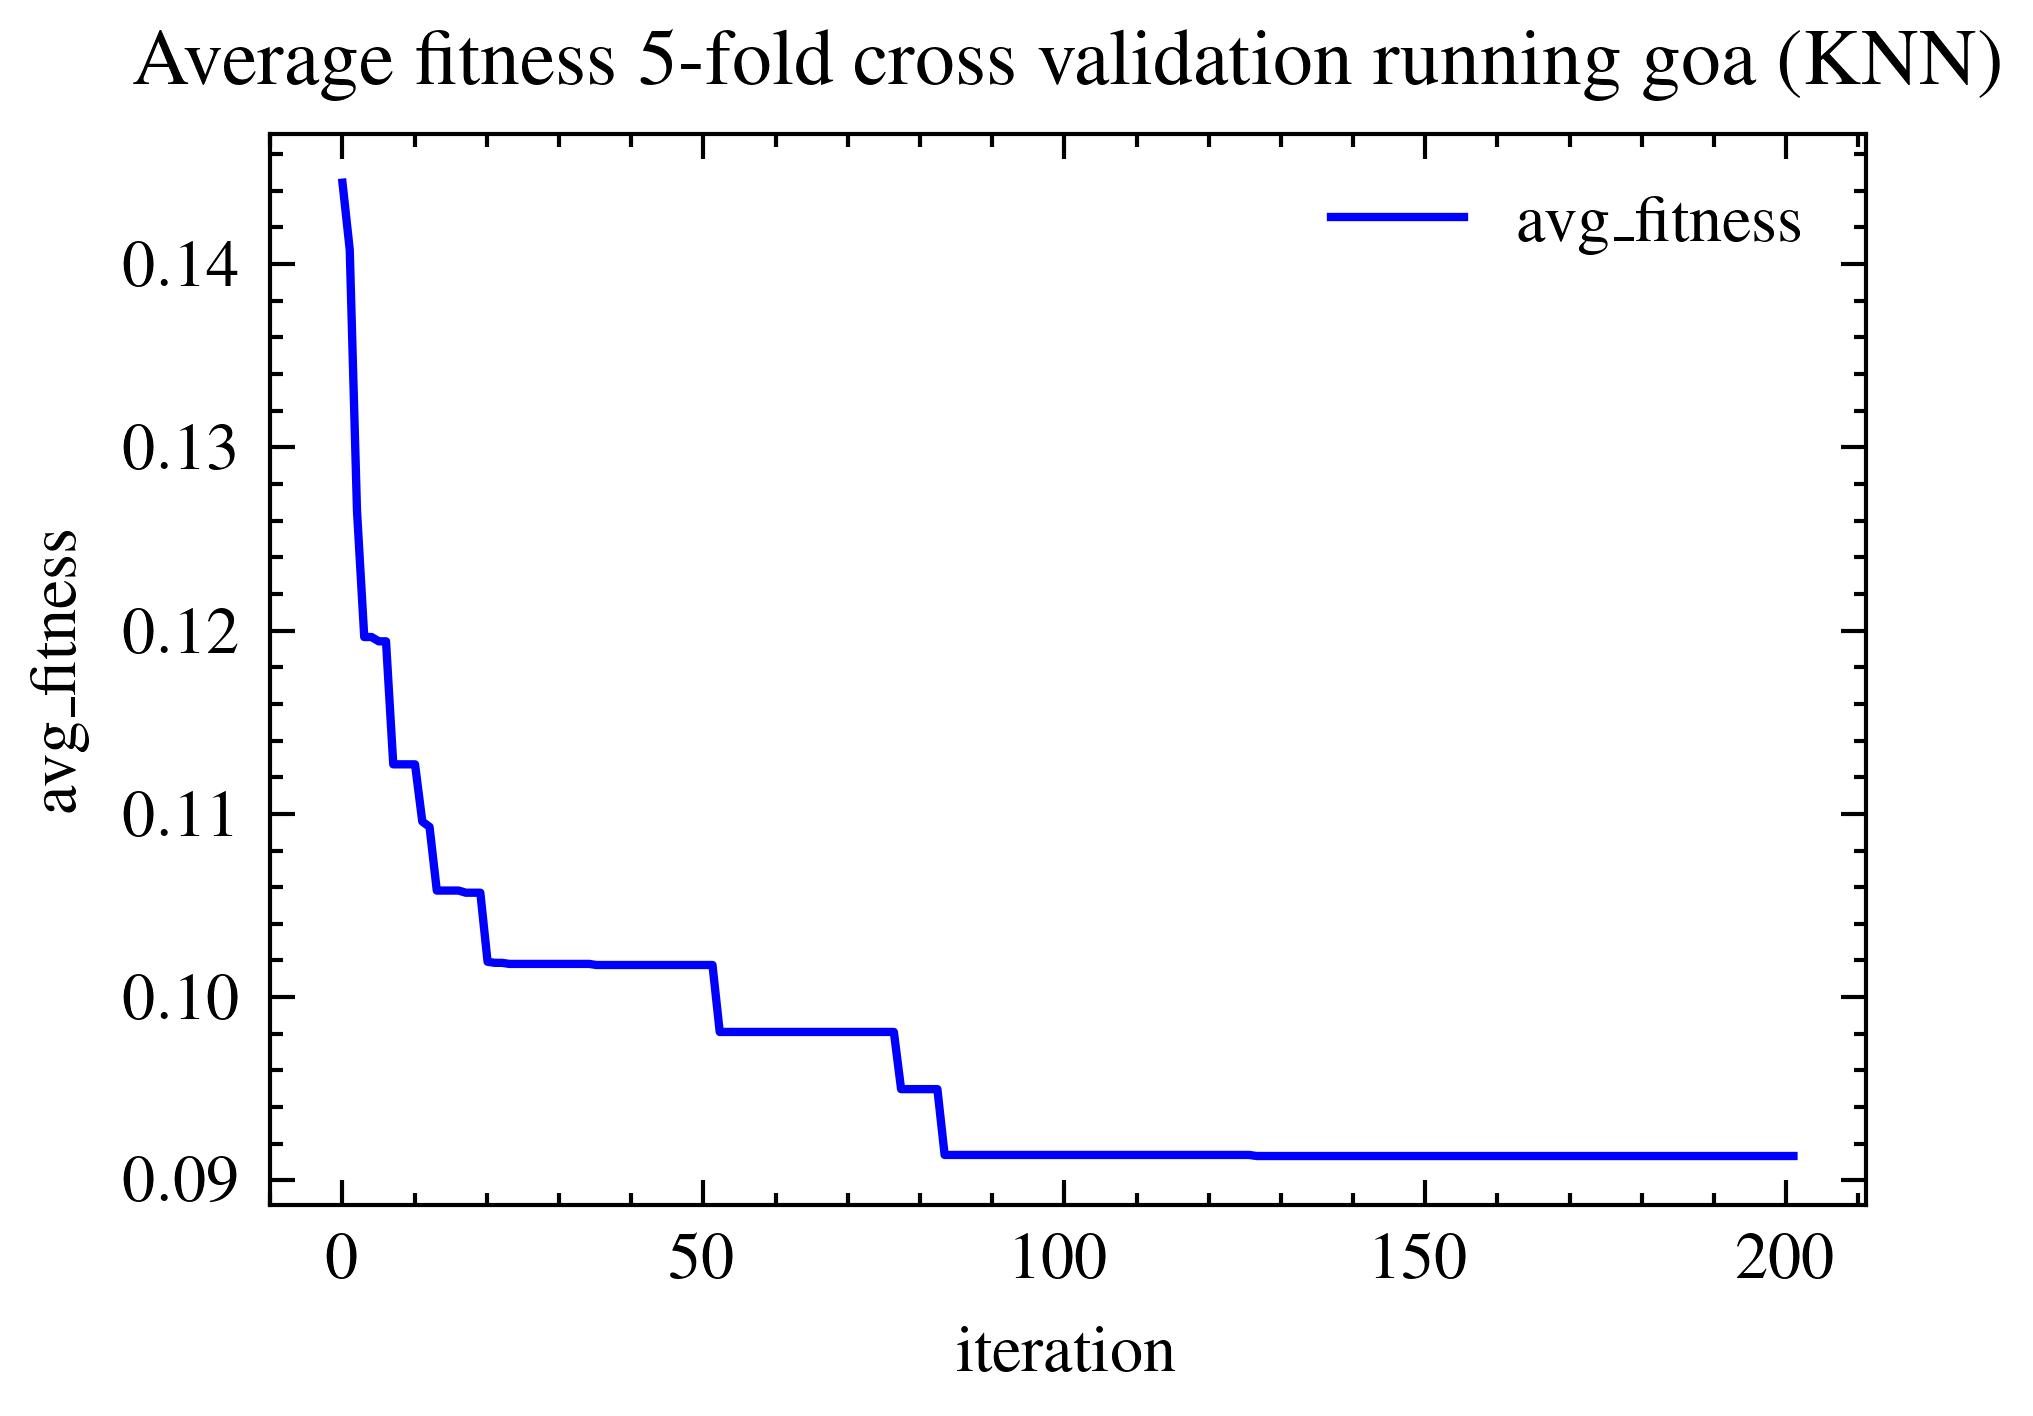 Average fitness 5-fold cross validation running goa (KNN)
avg_fitness
0.14
0.13
0.12
0.11
0.10
0.09
avg_fitness
0 50 100 150 200
iteration